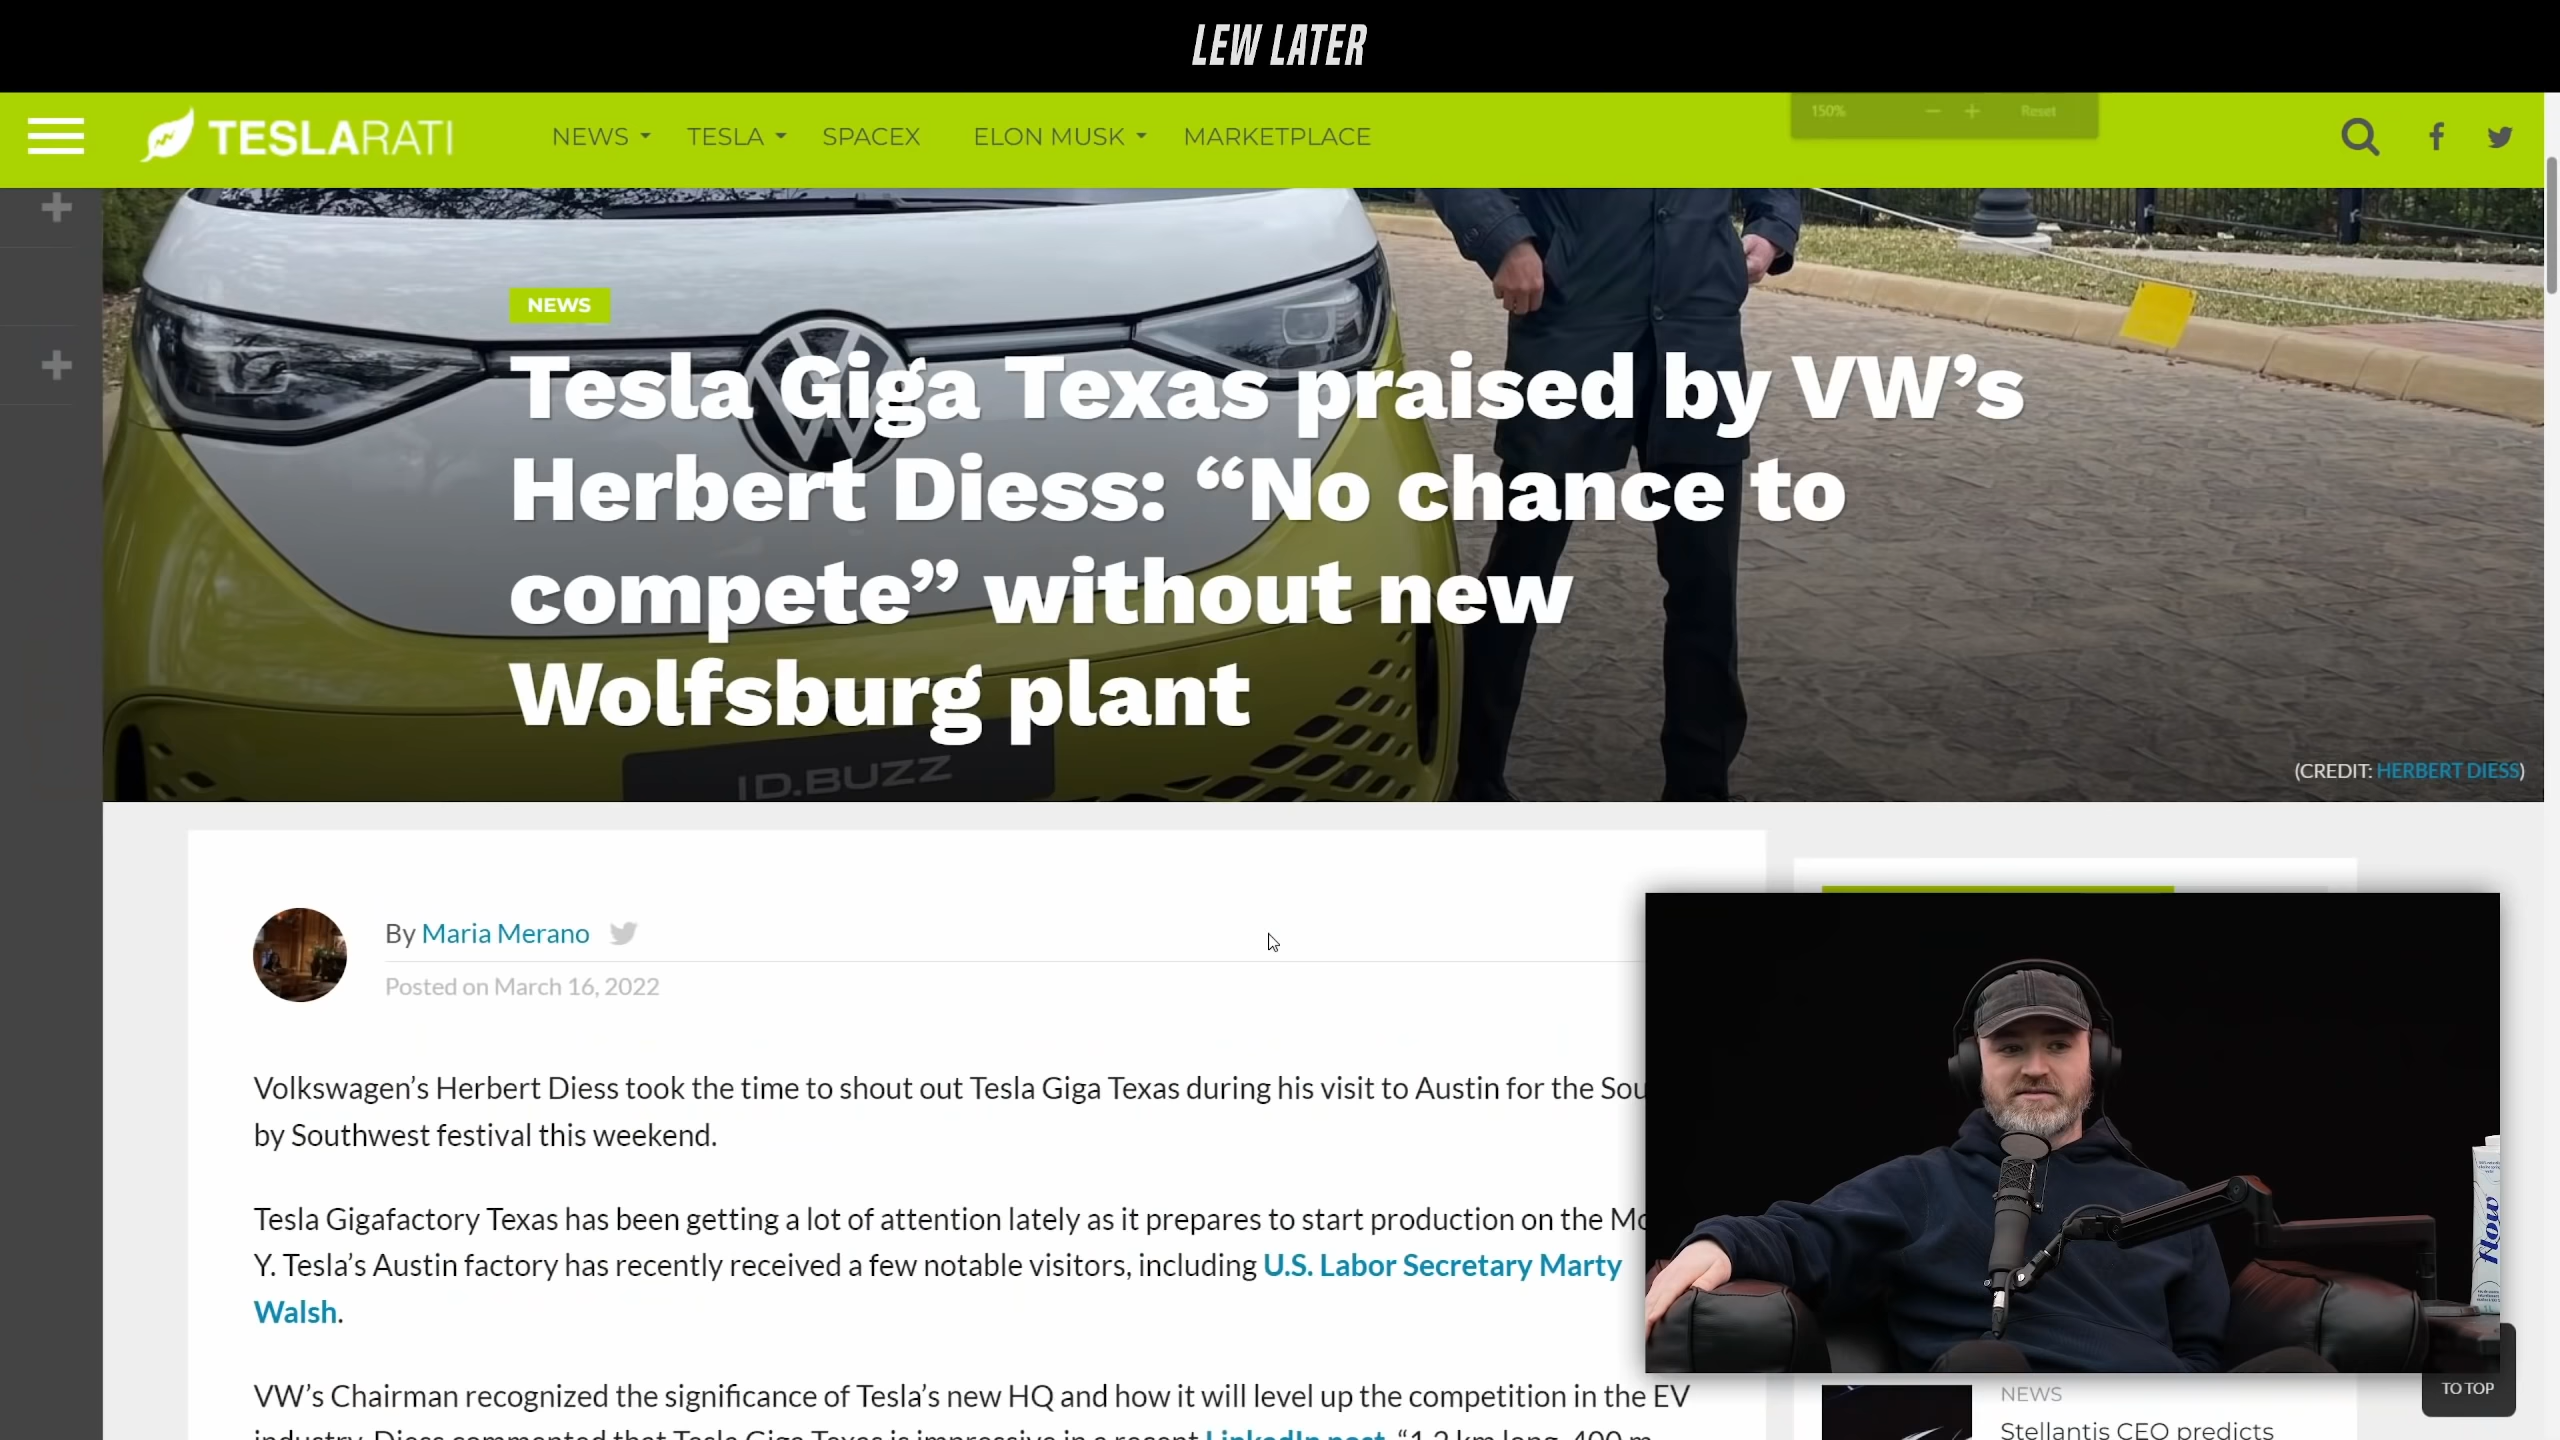 LEW LATER
TESLARATI
NEWS
TESLA
SPACEX
ELON MUSK
MARKETPLACE
150%
Reset
NEWS
Tesla Giga Texas praised by VW’s
Herbert Diess: “No chance to
compete” without new
Wolfsburg plant
ID.BUZZ
(CREDIT: HERBERT DIESS)
By Maria Merano
Posted on March 16, 2022
Volkswagen’s Herbert Diess took the time to shout out Tesla Giga Texas during his visit to Austin for the Sou
by Southwest festival this weekend.
Tesla Gigafactory Texas has been getting a lot of attention lately as it prepares to start production on the Mo
Y. Tesla’s Austin factory has recently received a few notable visitors, including U.S. Labor Secretary Marty
Walsh.
VW’s Chairman recognized the significance of Tesla’s new HQ and how it will level up the competition in the EV
industry. Diess commented that Tesla Giga Texas is impressive in a recent LinkedIn post. “1.2 km long, 400 m
flow
TO TOP
NEWS
Stellantis CEO predicts